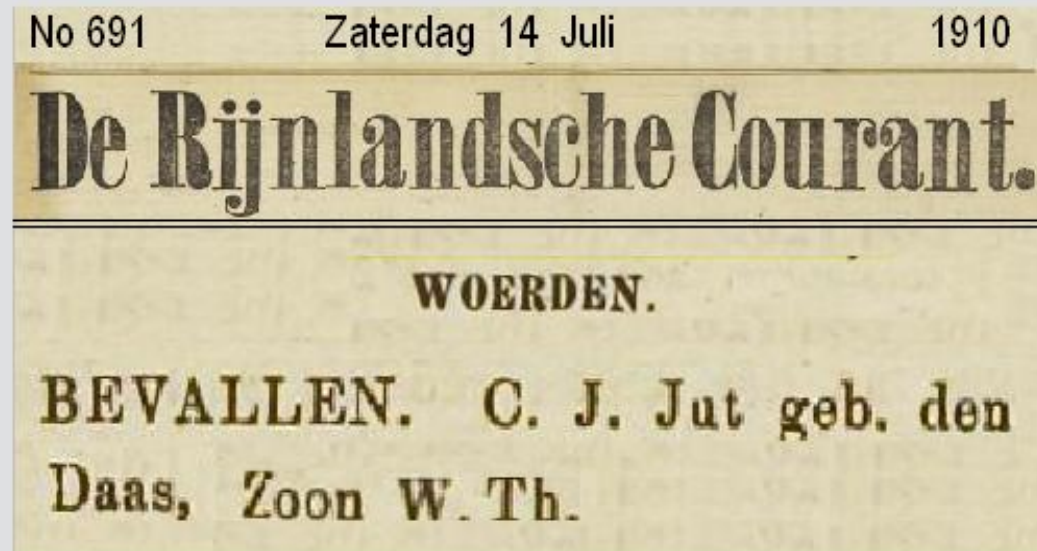 No 691 Zaterdag 14 Juli 1910
De Rijnlandsche Courant.
WOERDEN.
BEVALLEN. C. J. Jut geb. den
Daas, Zoon W. Th.